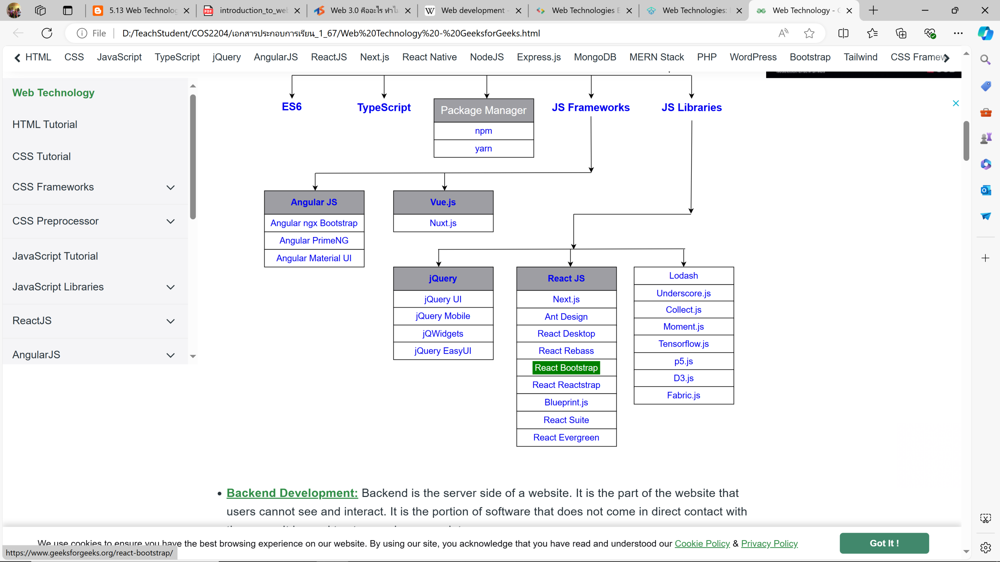 5.13 Web Technolog
introduction_to_we
Web 3.0 คืออะไร ทำไ
Web development -
Web Technologies E
Web Technologies:
Web Technology -
File
D:/TeachStudent/COS2204/เอกสารประกอบการเรียน_1_67/Web%20Technology%20-%20GeeksforGeeks.html
HTML CSS JavaScript TypeScript jQuery AngularJS ReactJS Next.js React Native NodeJS Express.js MongoDB MERN Stack PHP WordPress Bootstrap Tailwind CSS Framew
Web Technology
HTML Tutorial
CSS Tutorial
CSS Frameworks
CSS Preprocessor
JavaScript Tutorial
JavaScript Libraries
ReactJS
AngularJS
ES6
TypeScript
Package Manager
npm
yarn
JS Frameworks
JS Libraries
Angular JS
Angular ngx Bootstrap
Angular PrimeNG
Angular Material UI
Vue.js
Nuxt.js
jQuery
jQuery UI
jQuery Mobile
jQWidgets
jQuery EasyUI
React JS
Next.js
Ant Design
React Desktop
React Rebass
React Bootstrap
React Reactstrap
Blueprint.js
React Suite
React Evergreen
Lodash
Underscore.js
Collect.js
Moment.js
Tensorflow.js
p5.js
D3.js
Fabric.js
• Backend Development: Backend is the server side of a website. It is the part of the website that
users cannot see and interact. It is the portion of software that does not come in direct contact with
We use cookies to ensure you have the best browsing experience on our website. By using our site, you acknowledge that you have read and understood our Cookie Policy & Privacy Policy
Got It !
https://www.geeksforgeeks.org/react-bootstrap/